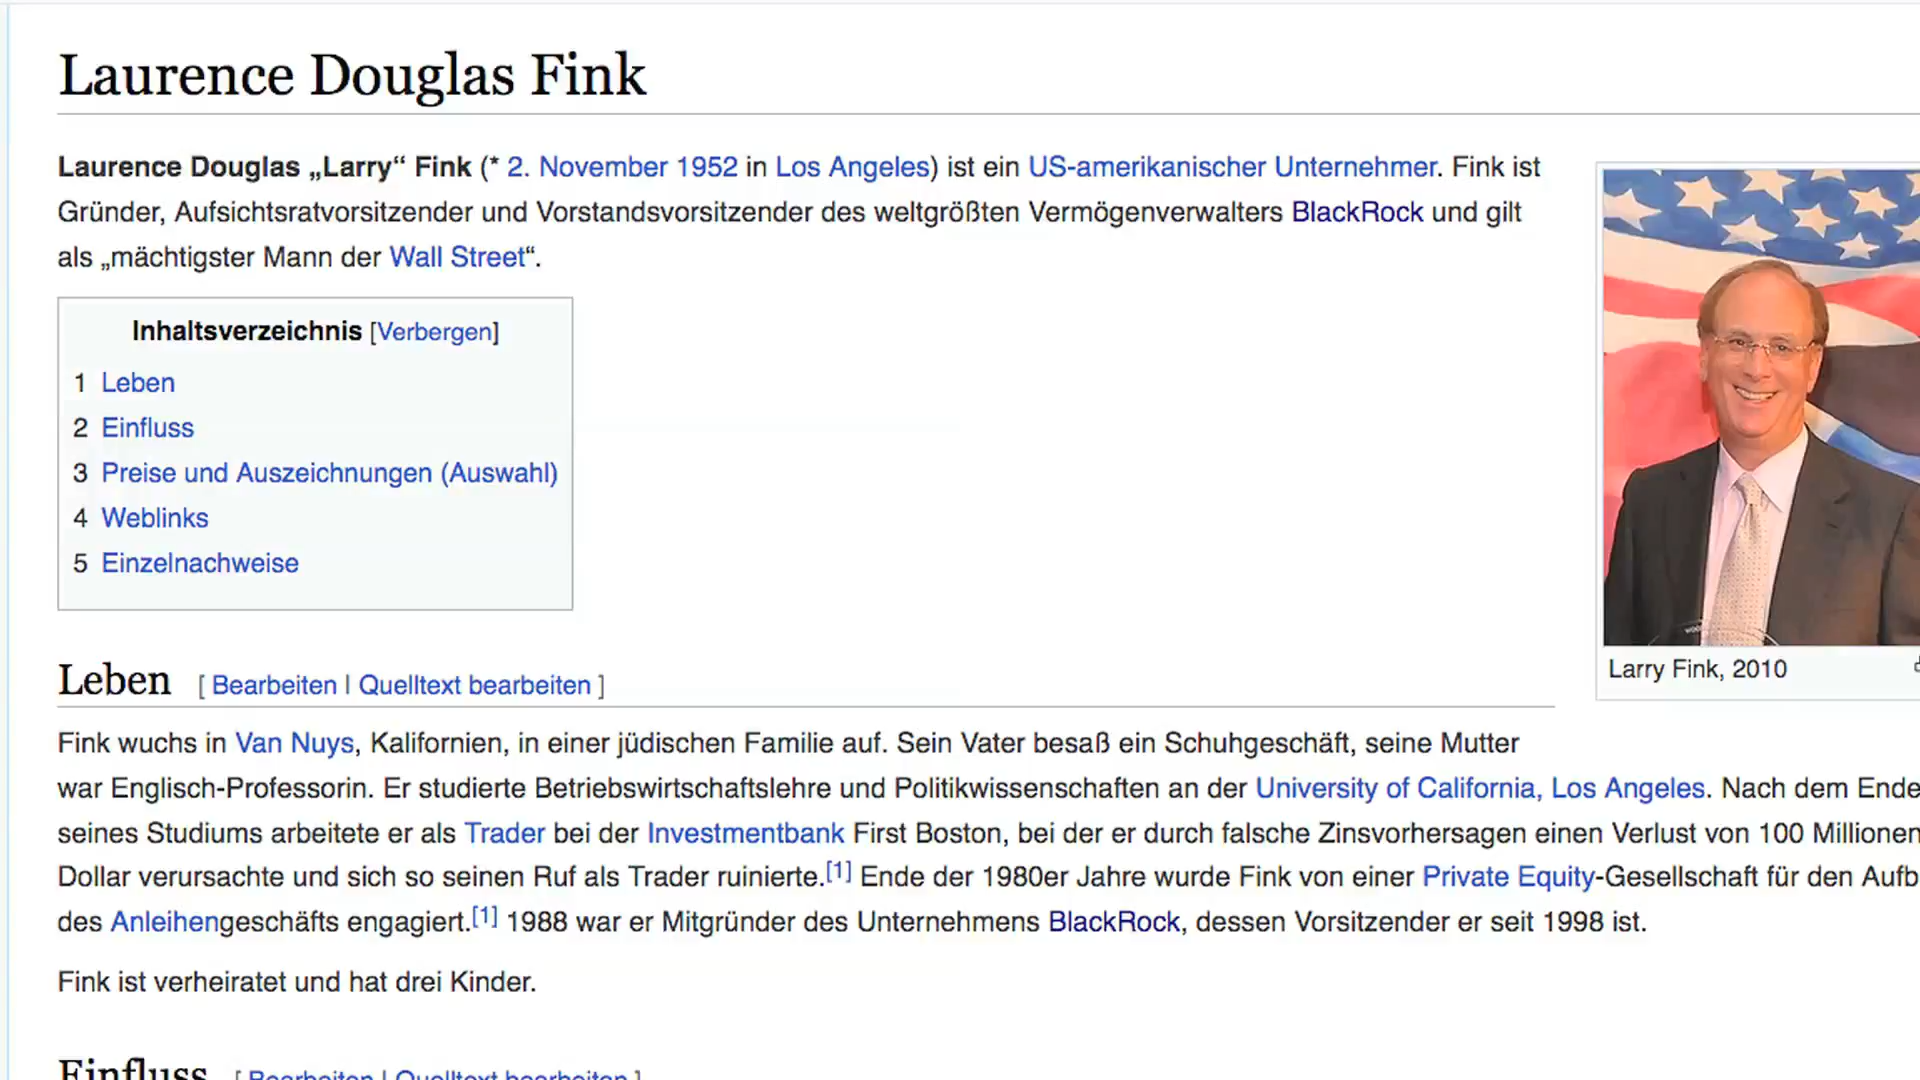 Laurence Douglas Fink
Laurence Douglas „Larry“ Fink (* 2. November 1952 in Los Angeles) ist ein US-amerikanischer Unternehmer. Fink ist
Gründer, Aufsichtsratvorsitzender und Vorstandsvorsitzender des weltgrößten Vermögenverwalters BlackRock und gilt
als „mächtigster Mann der Wall Street“.
Inhaltsverzeichnis [Verbergen]
1 Leben
2 Einfluss
3 Preise und Auszeichnungen (Auswahl)
4 Weblinks
5 Einzelnachweise
Larry Fink, 2010
Leben [ Bearbeiten | Quelltext bearbeiten ]
Fink wuchs in Van Nuys, Kalifornien, in einer jüdischen Familie auf. Sein Vater besaß ein Schuhgeschäft, seine Mutter
war Englisch-Professorin. Er studierte Betriebswirtschaftslehre und Politikwissenschaften an der University of California, Los Angeles. Nach dem Ende
seines Studiums arbeitete er als Trader bei der Investmentbank First Boston, bei der er durch falsche Zinsvorhersagen einen Verlust von 100 Millionen
Dollar verursachte und sich so seinen Ruf als Trader ruinierte.[1] Ende der 1980er Jahre wurde Fink von einer Private Equity-Gesellschaft für den Aufb
des Anleihengeschäfts engagiert.[1] 1988 war er Mitgründer des Unternehmens BlackRock, dessen Vorsitzender er seit 1998 ist.
Fink ist verheiratet und hat drei Kinder.
Einfluss [ Bearbeiten | Quelltext bearbeiten ]